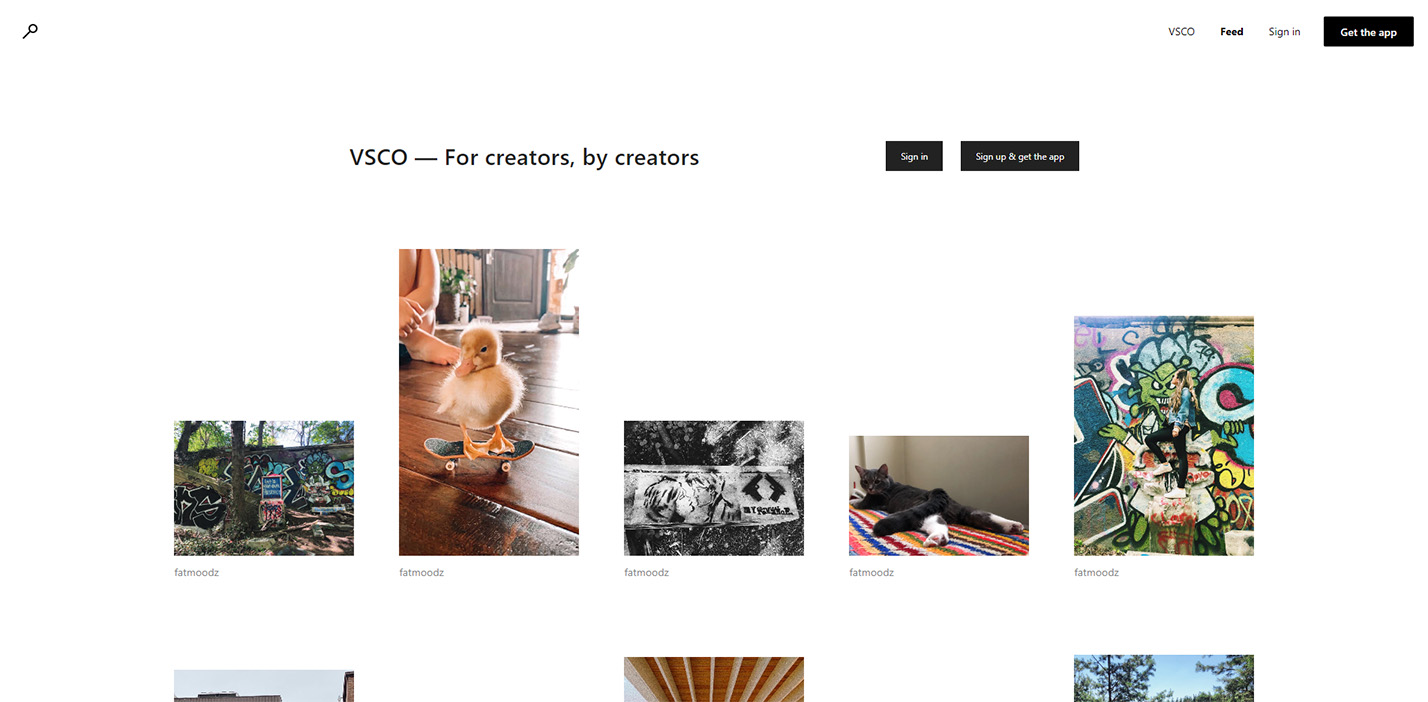 VSCO
Feed
Sign in
Get the app
VSCO — For creators, by creators
Sign in
Sign up & get the app
fatmoodz
fatmoodz
fatmoodz
fatmoodz
fatmoodz